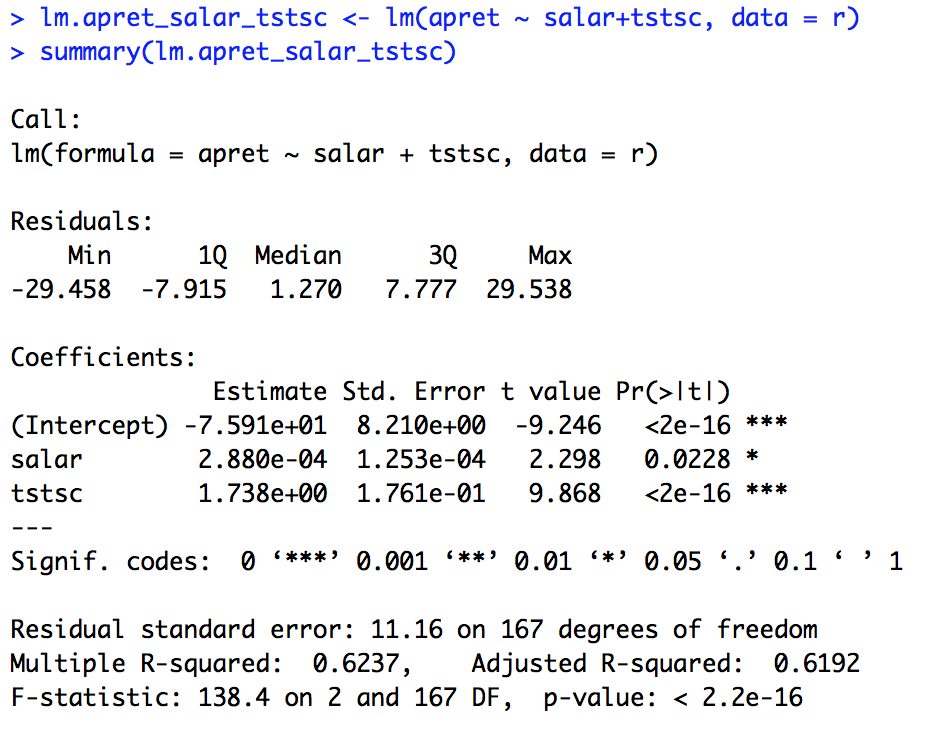 > lm.apret_salar_tstsc <- lm(apret ~ salar+tstsc, data = r)
> summary(lm.apret_salar_tstsc)

Call:
lm(formula = apret ~ salar + tstsc, data = r)

Residuals:
    Min      1Q  Median      3Q     Max
-29.458  -7.915   1.270   7.777  29.538

Coefficients:
              Estimate Std. Error t value Pr(>|t|)
(Intercept) -7.591e+01  8.210e+00  -9.246   <2e-16 ***
salar        2.880e-04  1.253e-04   2.298   0.0228 *
tstsc        1.738e+00  1.761e-01   9.868   <2e-16 ***
---
Signif. codes:  0 ‘***’ 0.001 ‘**’ 0.01 ‘*’ 0.05 ‘.’ 0.1 ‘ ’ 1

Residual standard error: 11.16 on 167 degrees of freedom
Multiple R-squared:  0.6237,    Adjusted R-squared:  0.6192
F-statistic: 138.4 on 2 and 167 DF,  p-value: < 2.2e-16